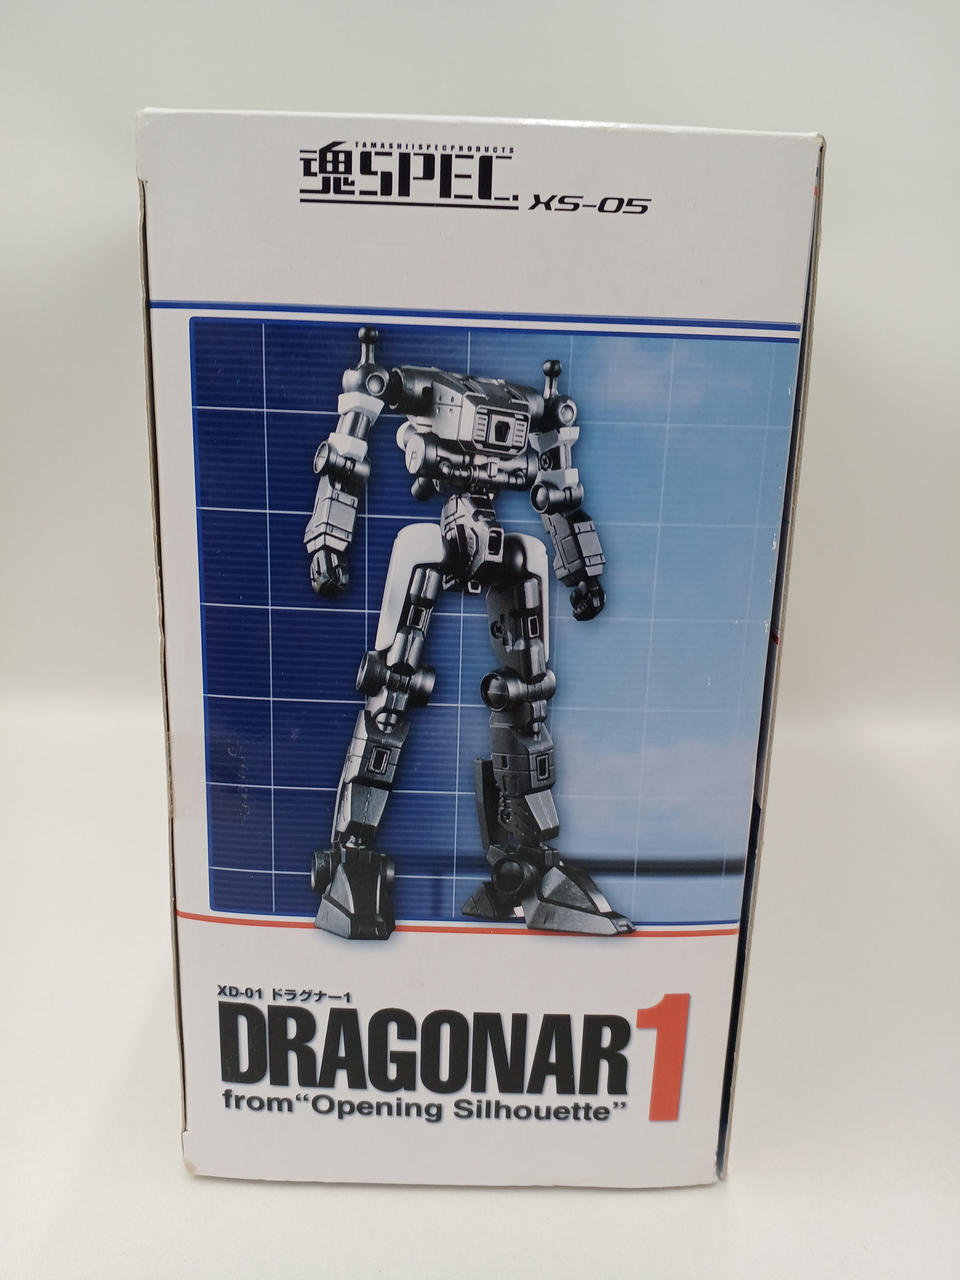 TAMASHIISPECPRODUCTS
魂SPEC XS-05
XD-01 ドラグナー1
DRAGONAR1
from“Opening Silhouette”